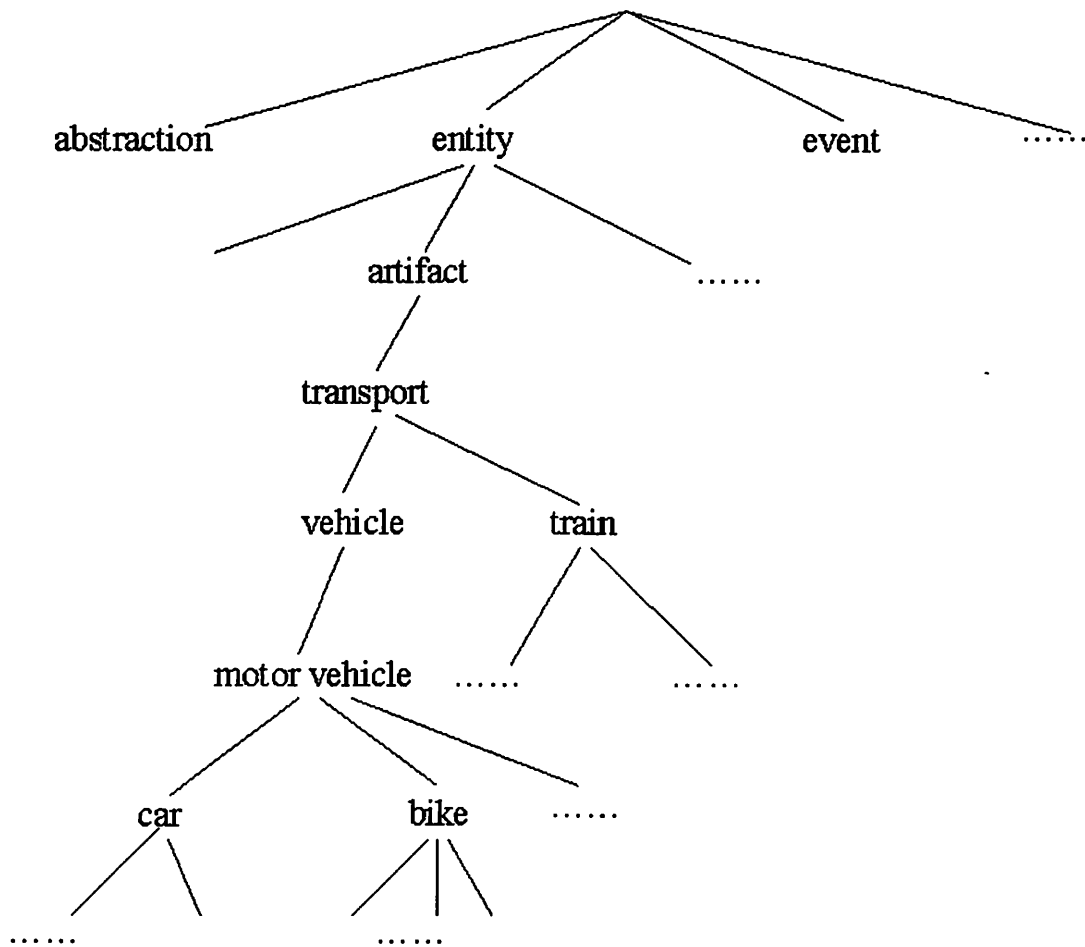 abstraction entity event ......
artifact ......
transport
vehicle train
motor vehicle ...... ......
car bike ......
...... ......